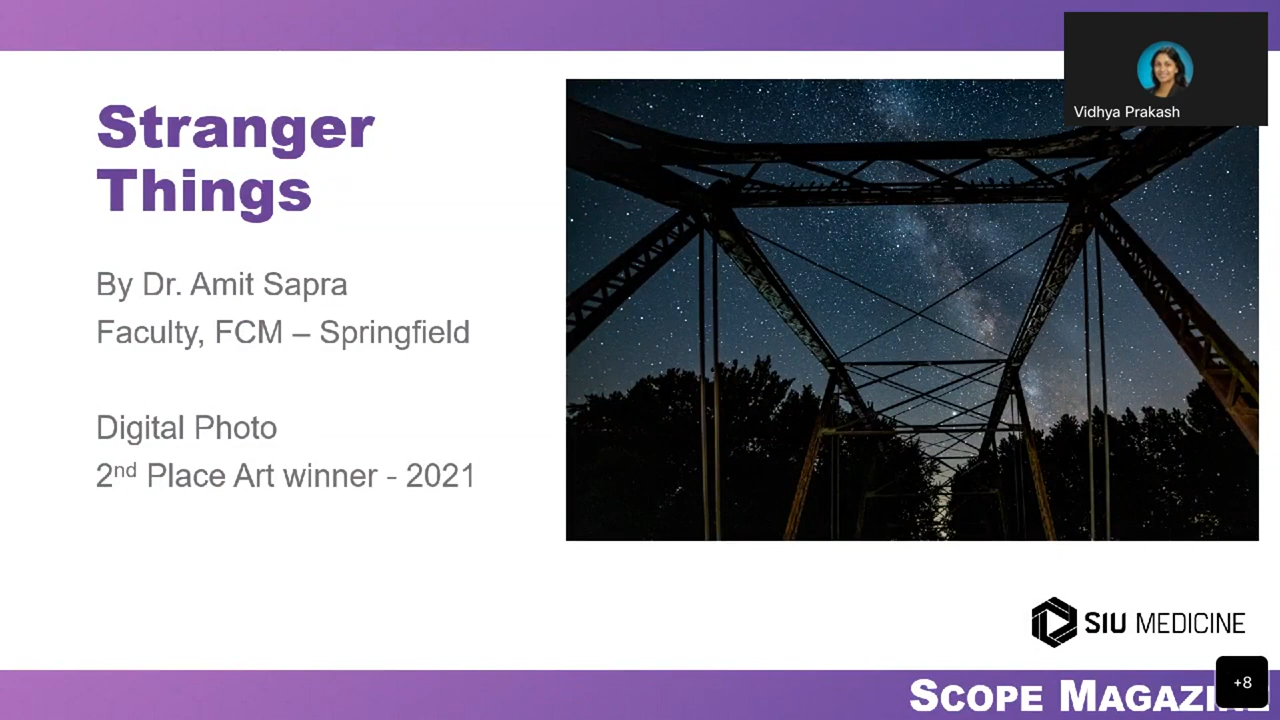 Stranger
Things
By Dr. Amit Sapra
Faculty, FCM – Springfield
Digital Photo
2nd Place Art winner - 2021
Vidhya Prakash
SIU MEDICINE
SCOPE
+8